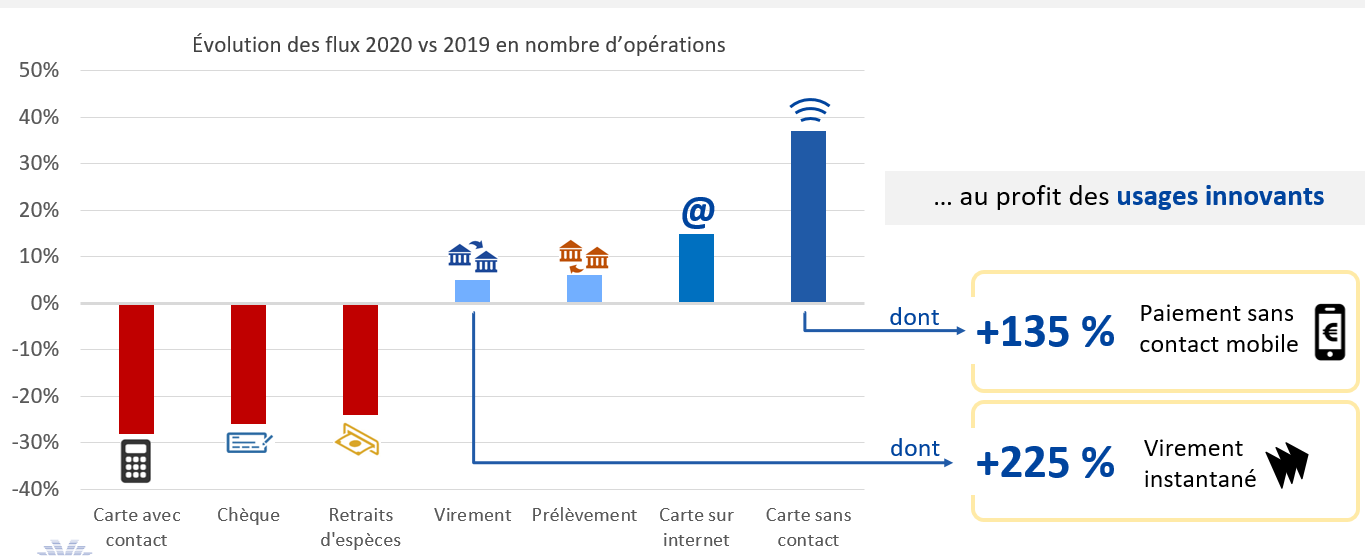 Évolution des flux 2020 vs 2019 en nombre d’opérations
50%
40%
30%
20%
10%
0%
-10%
-20%
-30%
-40%
@
Carte avec
contact
Chèque
Retraits
d'espèces
Virement
Prélèvement
Carte sur
internet
Carte sans
contact
... au profit des usages innovants
dont
+135 %
Paiement sans
contact mobile
€
dont
+225 %
Virement
instantané